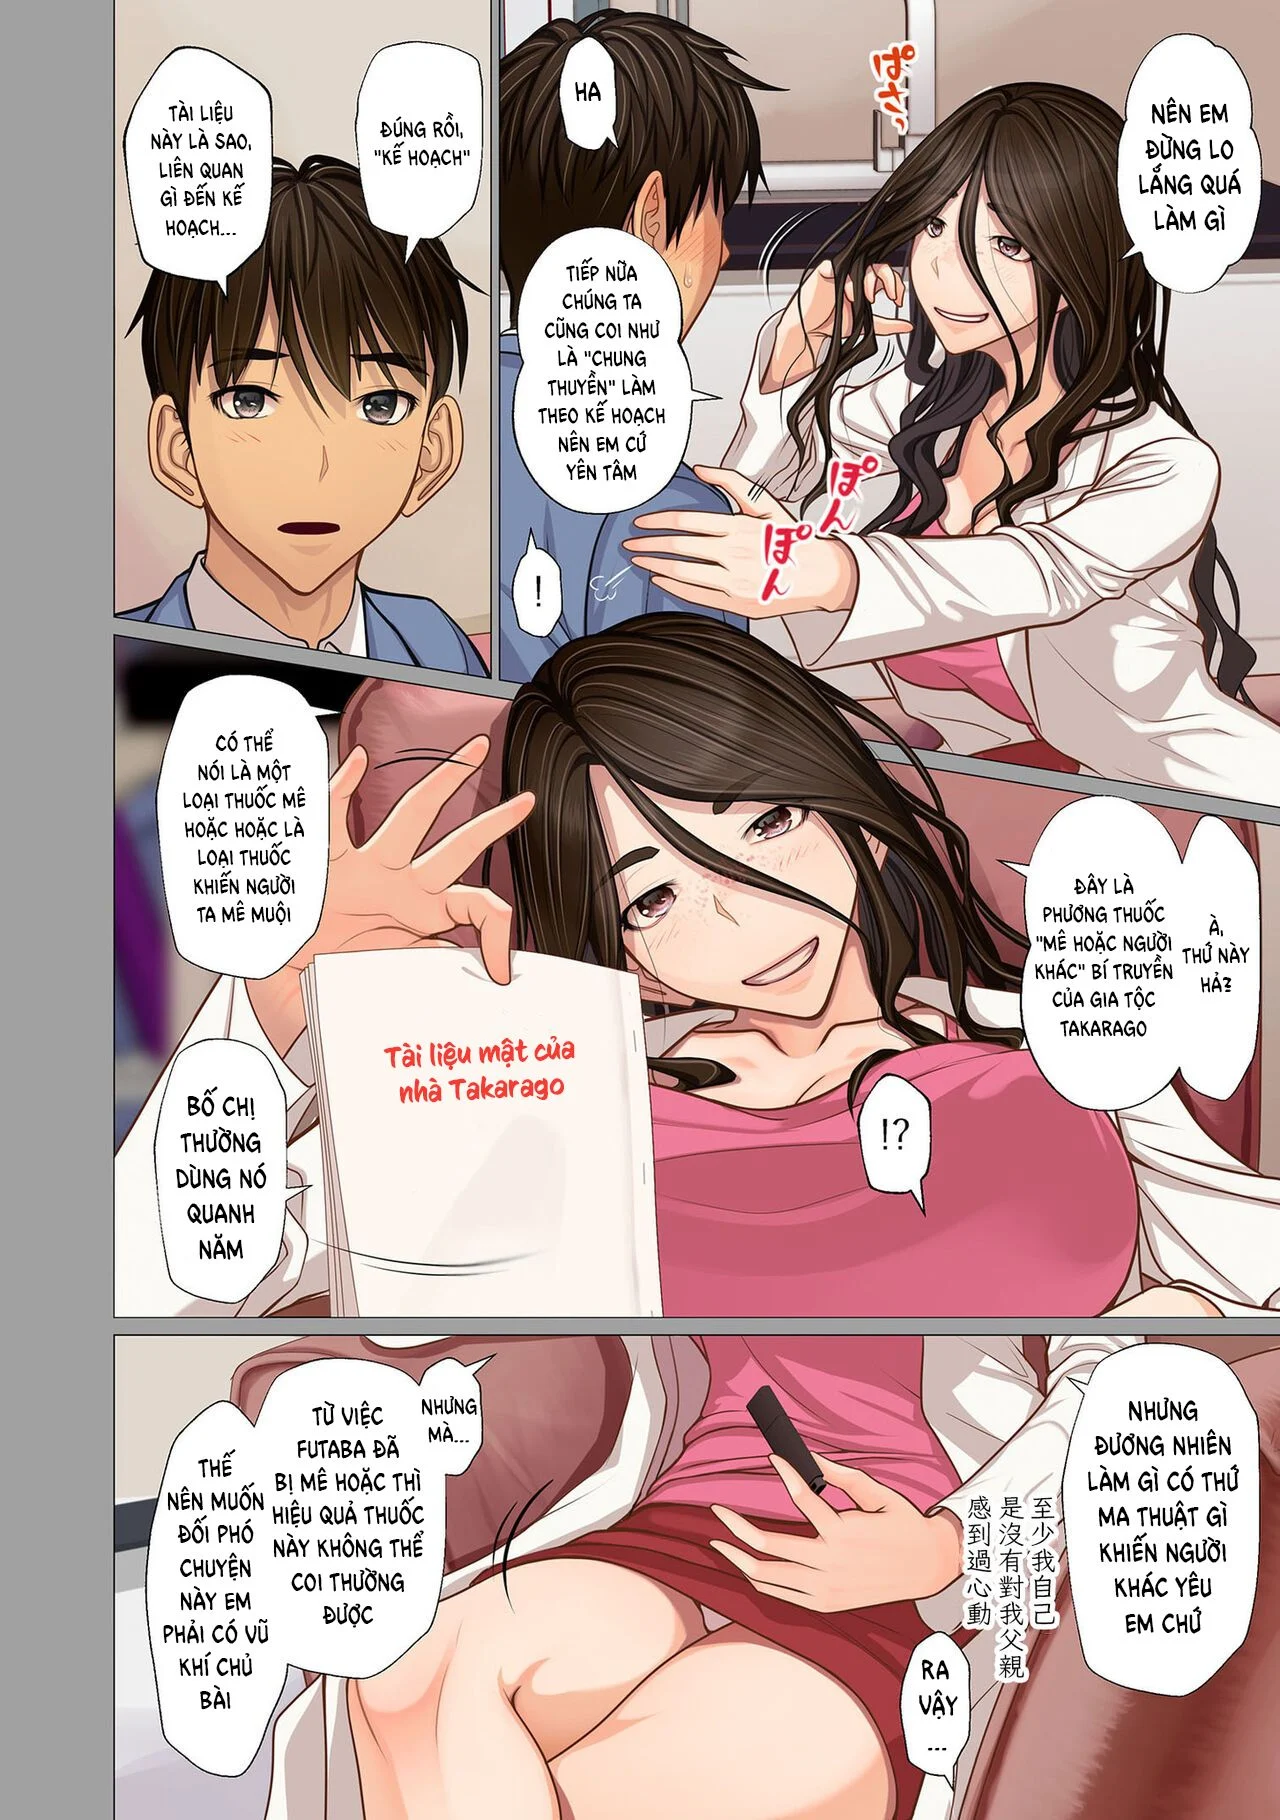 NÊN EM
ĐỪNG LO
LẮNG QUÁ
LÀM GÌ
ぱさっ
HA
TIẾP NỮA
CHÚNG TA
CŨNG COI NHƯ
LÀ "CHUNG
THUYỀN" LÀM
THEO KẾ HOẠCH
NÊN EM CỨ
YÊN TÂM
ぽん
ぽん
!
ĐÚNG RỒI,
"KẾ HOẠCH"
TÀI LIỆU
NÀY LÀ SAO,
LIÊN QUAN
GÌ ĐẾN KẾ
HOẠCH...
À,
THỨ NÀY
HẢ?
ĐÂY LÀ
PHƯƠNG THUỐC
"MÊ HOẶC NGƯỜI
KHÁC" BÍ TRUYỀN
CỦA GIA TỘC
TAKARAGO
!?
CÓ THỂ
NÓI LÀ MỘT
LOẠI THUỐC MÊ
HOẶC HOẶC LÀ
LOẠI THUỐC
KHIẾN NGƯỜI
TA MÊ MUỘI
Tài liệu mật của
nhà Takarago
BỐ CHỊ
THƯỜNG
DÙNG NÓ
QUANH
NĂM
NHƯNG
ĐƯƠNG NHIÊN
LÀM GÌ CÓ THỨ
MA THUẬT GÌ
KHIẾN NGƯỜI
KHÁC YÊU
EM CHỨ
至少我自己
是沒有對我父親
感到過心動
RA
VẬY
...
NHƯNG
MÀ...
TỪ VIỆC
FUTABA ĐÃ
BỊ MÊ HOẶC THÌ
HIỆU QUẢ THUỐC
NÀY KHÔNG THỂ
COI THƯỜNG
ĐƯỢC
THẾ
NÊN MUỐN
ĐỐI PHÓ
CHUYỆN
NÀY EM
PHẢI CÓ VŨ
KHÍ CHỦ
BÀI